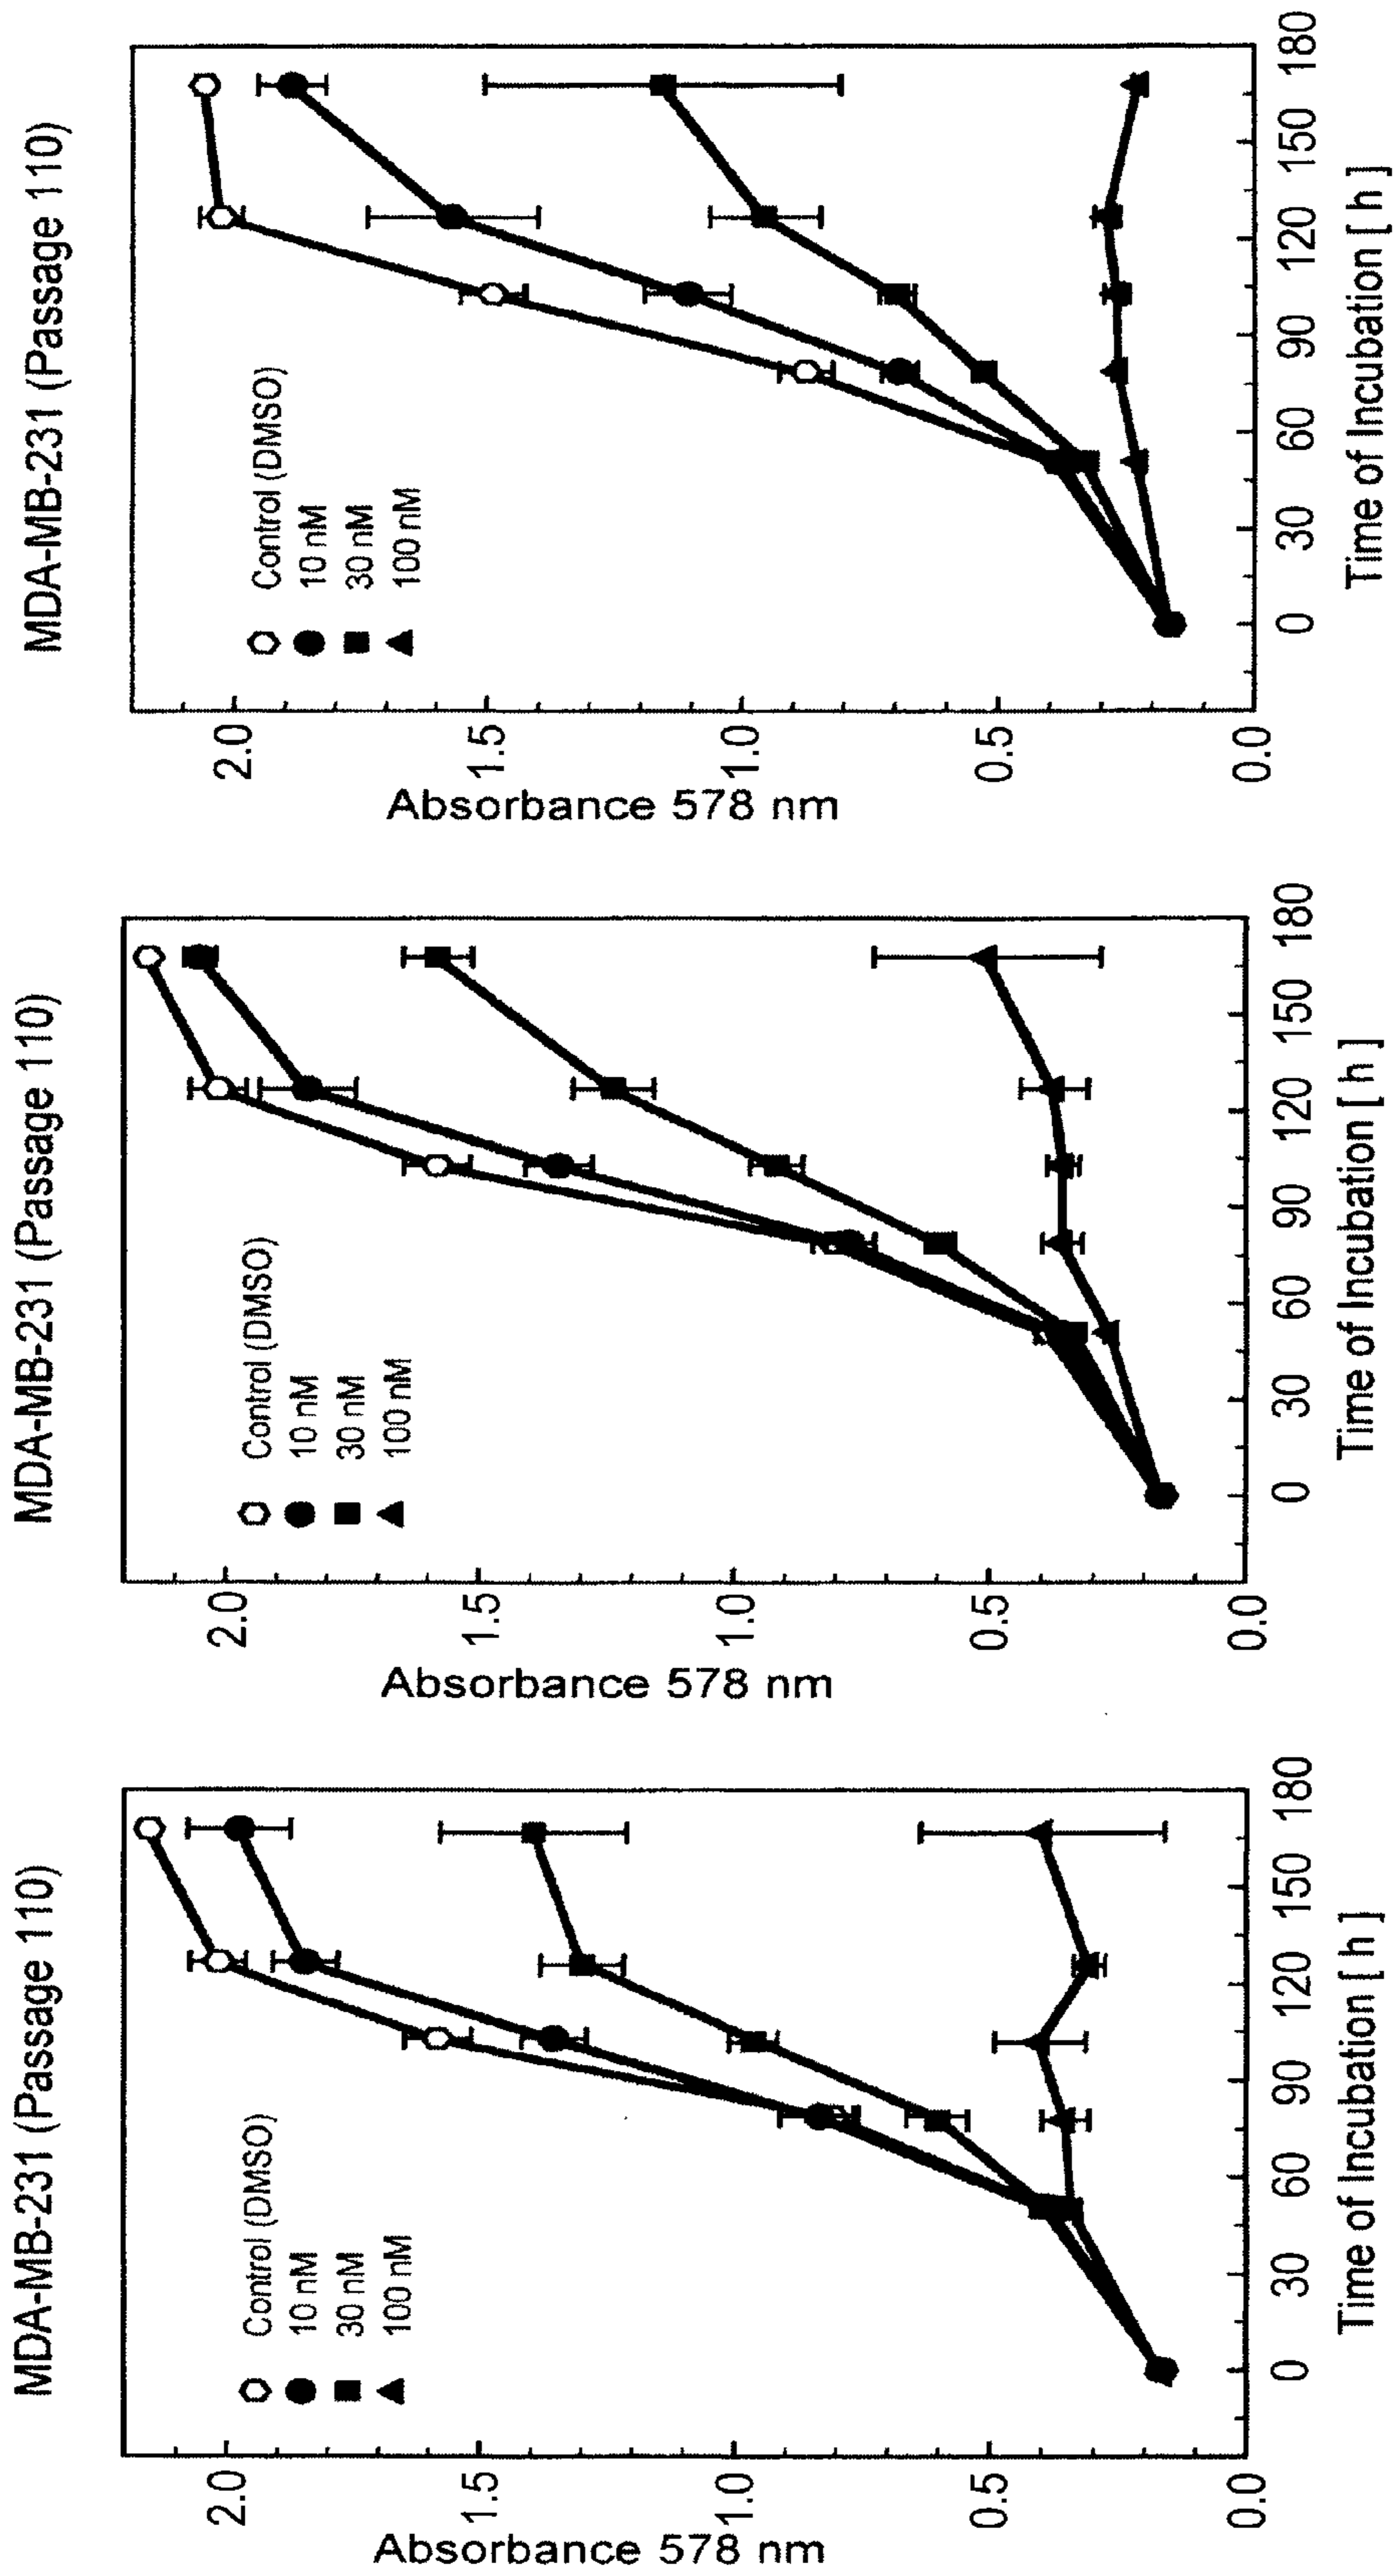 MDA-MB-231 (Passage 110)
Absorbance 578 nm
2.0
1.5
1.0
0.5
0.0
Control (DMSO)
10 nM
30 nM
100 nM
0
30
60
90
120
150
180
Time of Incubation [ h ]
MDA-MB-231 (Passage 110)
Absorbance 578 nm
2.0
1.5
1.0
0.5
0.0
Control (DMSO)
10 nM
30 nM
100 nM
0
30
60
90
120
150
180
Time of Incubation [ h ]
MDA-MB-231 (Passage 110)
Absorbance 578 nm
2.0
1.5
1.0
0.5
0.0
Control (DMSO)
10 nM
30 nM
100 nM
0
30
60
90
120
150
180
Time of Incubation [ h ]